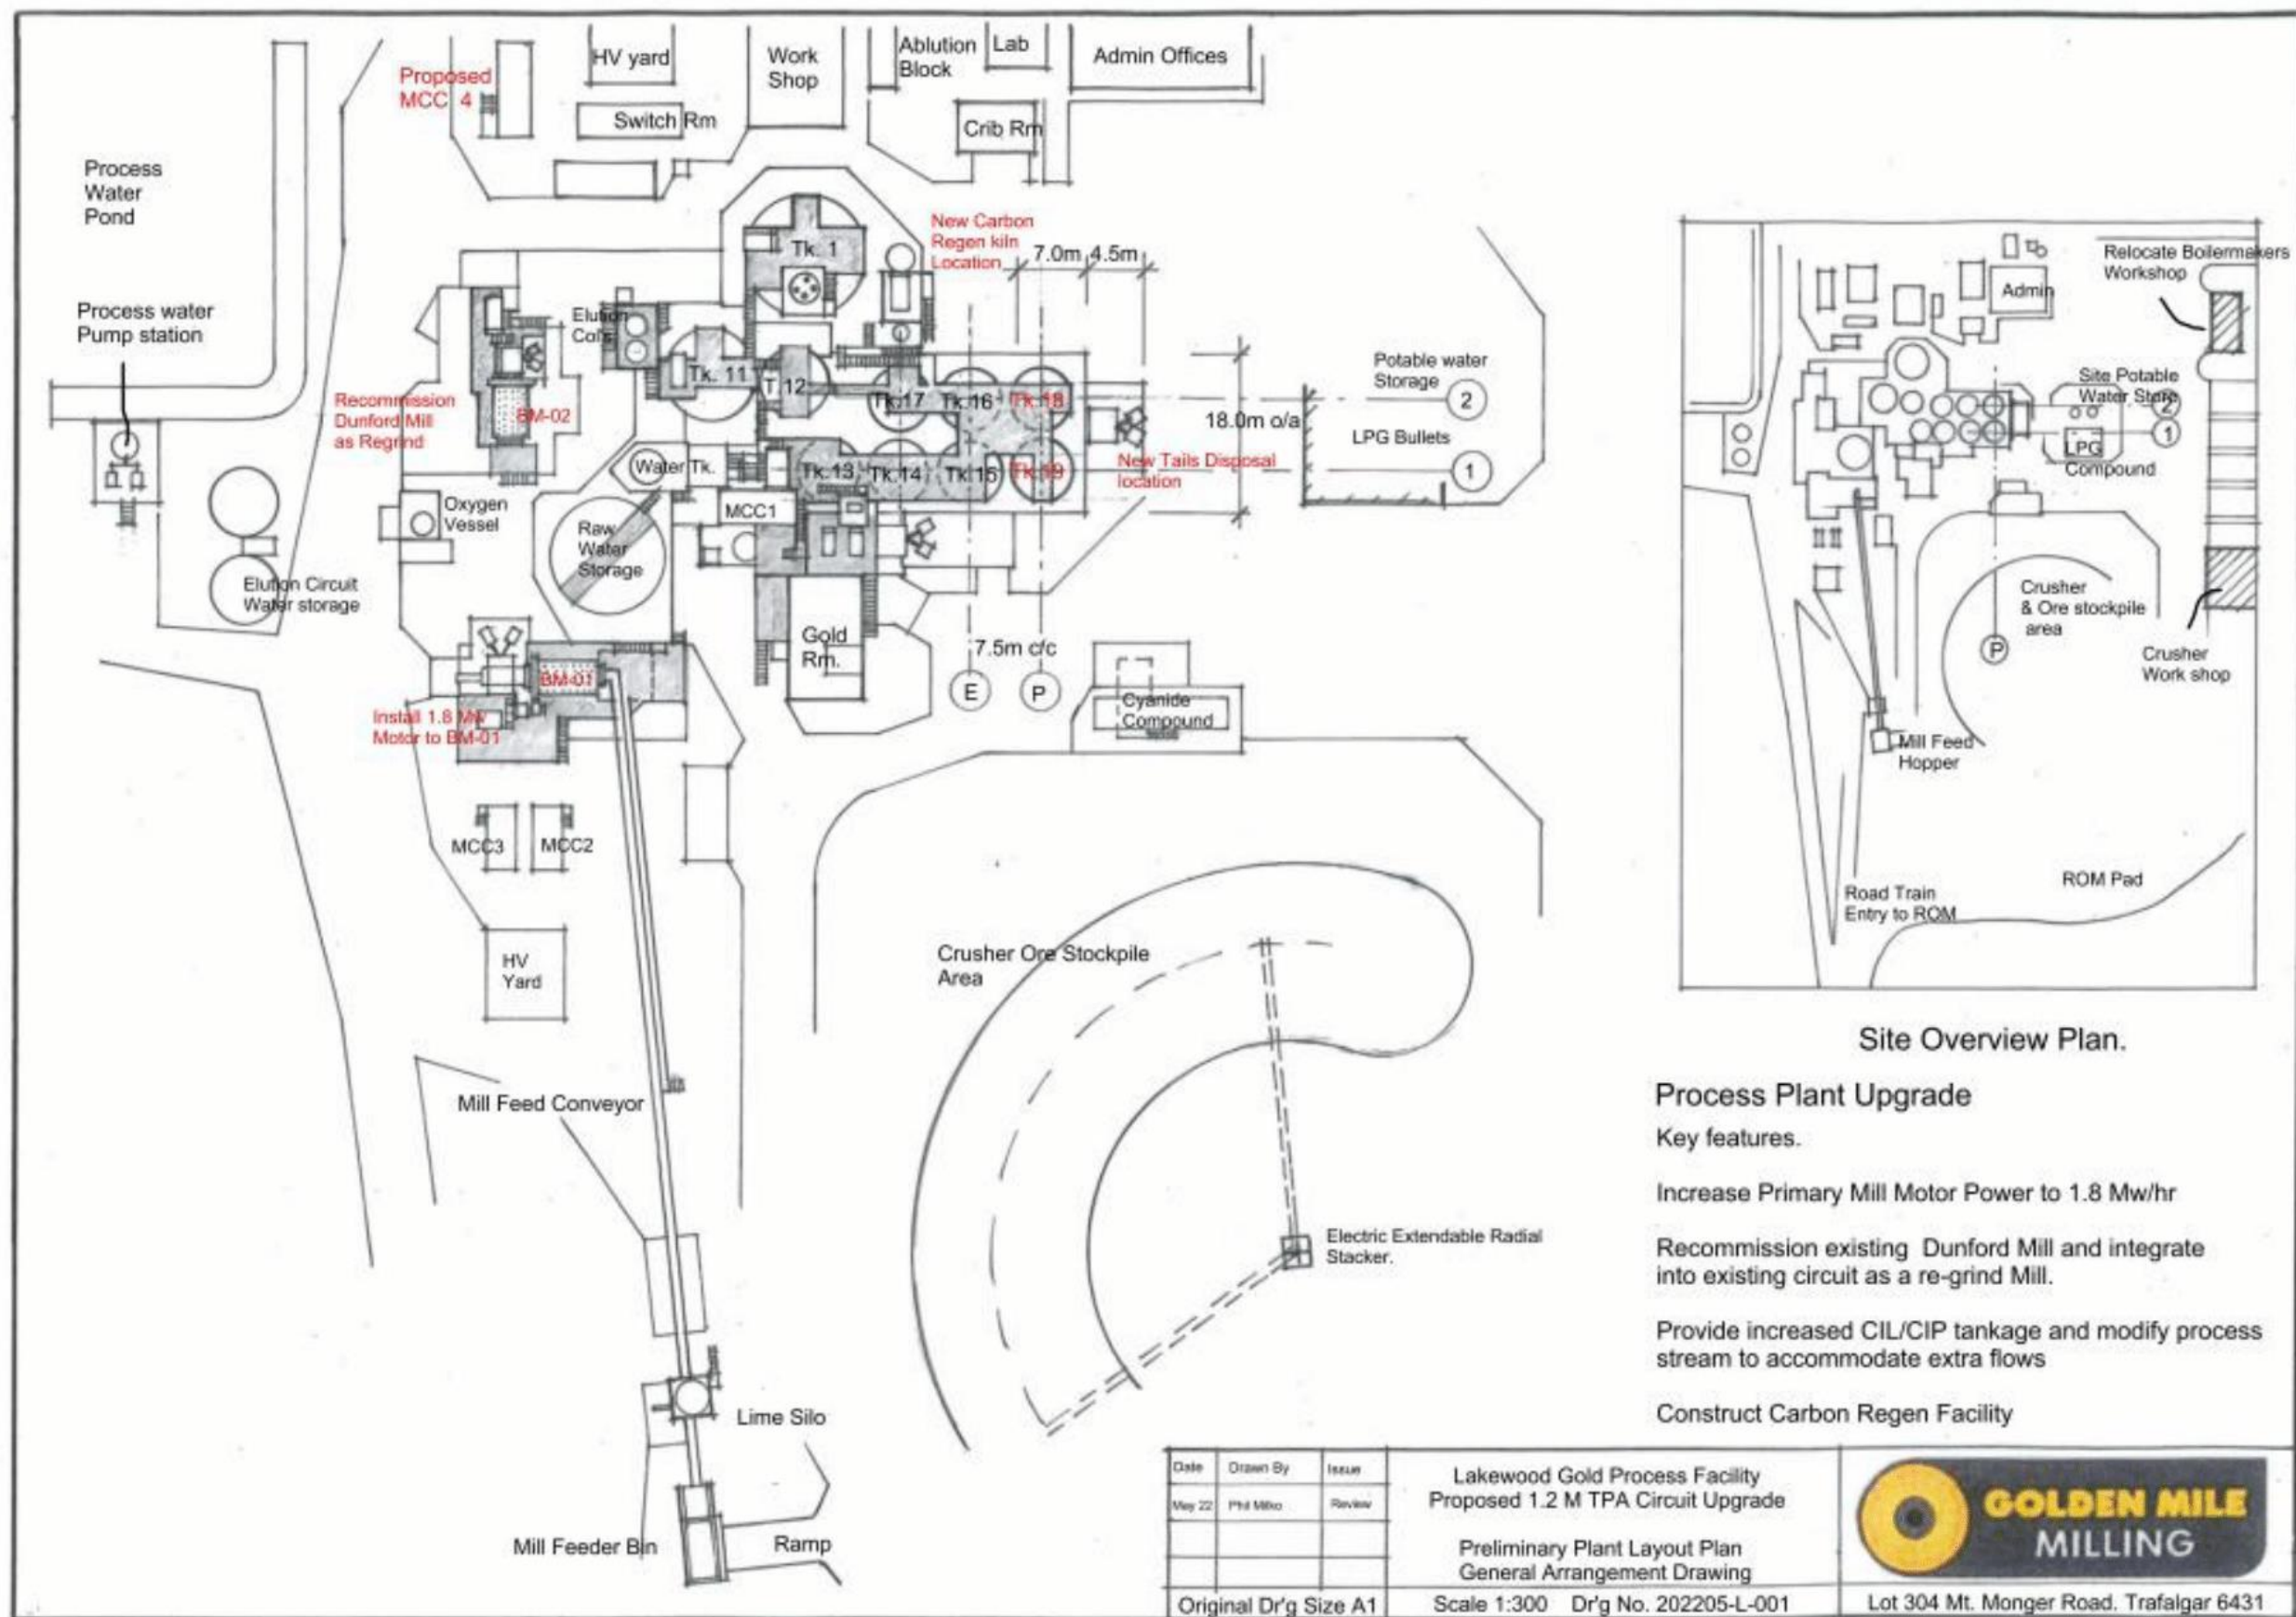 Proposed
MCC 4
HV yard
Switch Rm
Work
Shop
Ablution
Block
Lab
Admin Offices
Crib Rm
Process
Water
Pond
Process water
Pump station
Tk. 1
New Carbon
Regen kiln
Location
7.0m
4.5m
Elution
Cols
Tk. 11
T.12
Tk.17
Tk.16
Tk.18
Recommission
Dunford Mill
as Regrind
BM-02
18.0m o/a
Potable water
Storage
2
LPG Bullets
1
Water Tk.
Tk.13
Tk.14
Tk.15
Tk.19
New Tails Disposal
location
Oxygen
Vessel
MCC1
Raw
Water
Storage
Elution Circuit
Water storage
Gold
Rm.
7.5m c/c
E
P
BM-01
Install 1.8 Mw
Motor to BM-01
Cyanide
Compound
MCC3
MCC2
HV
Yard
Crusher Ore Stockpile
Area
Mill Feed Conveyor
Electric Extendable Radial
Stacker.
Lime Silo
Mill Feeder Bin
Ramp
Relocate Boilermakers
Workshop
Admin
Site Potable
Water Store
2
1
LPG
Compound
Crusher
& Ore stockpile
area
P
Crusher
Work shop
Mill Feed
Hopper
ROM Pad
Road Train
Entry to ROM
Site Overview Plan.
Process Plant Upgrade
Key features.
Increase Primary Mill Motor Power to 1.8 Mw/hr
Recommission existing Dunford Mill and integrate
into existing circuit as a re-grind Mill.
Provide increased CIL/CIP tankage and modify process
stream to accommodate extra flows
Construct Carbon Regen Facility
Date Drawn By Issue
May 22 Phil Milko Review
Original Dr'g Size A1
Lakewood Gold Process Facility
Proposed 1.2 M TPA Circuit Upgrade
Preliminary Plant Layout Plan
General Arrangement Drawing
Scale 1:300 Dr'g No. 202205-L-001
GOLDEN MILE
MILLING
Lot 304 Mt. Monger Road. Trafalgar 6431